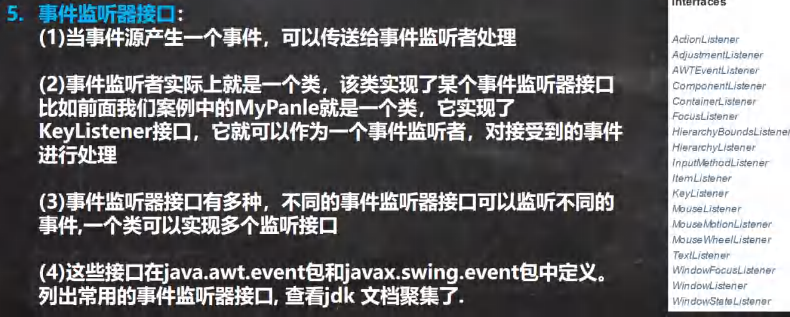 5. 事件监听器接口:
(1)当事件源产生一个事件，可以传送给事件监听者处理
(2)事件监听者实际上就是一个类，该类实现了某个事件监听器接口
比如前面我们案例中的MyPanle就是一个类，它实现了
KeyListener接口，它就可以作为一个事件监听者，对接受到的事件
进行处理
(3)事件监听器接口有多种，不同的事件监听器接口可以监听不同的
事件,一个类可以实现多个监听接口
(4)这些接口在java.awt.event包和javax.swing.event包中定义。
列出常用的事件监听器接口, 查看jdk 文档聚集了.
Interfaces
ActionListener
AdjustmentListener
AWTEventListener
ComponentListener
ContainerListener
FocusListener
HierarchyBoundsListener
HierarchyListener
InputMethodListener
ItemListener
KeyListener
MouseListener
MouseMotionListener
MouseWheelListener
TextListener
WindowFocusListener
WindowListener
WindowStateListener